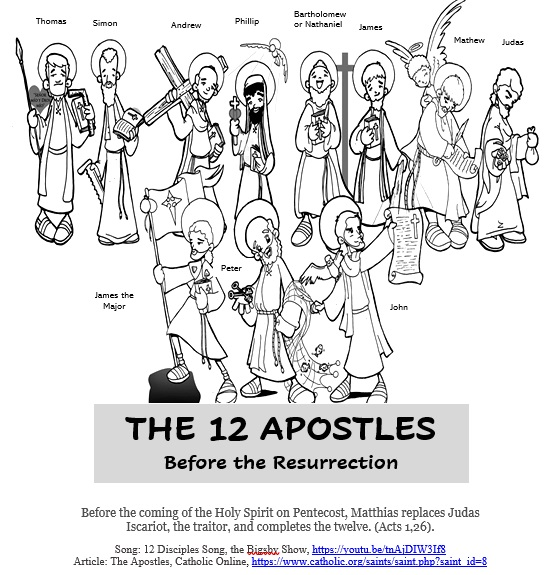 Thomas
Simon
Andrew
Phillip
Bartholomew
or Nathaniel
James
Mathew
Judas
James the
Major
Peter
John
THE 12 APOSTLES
Before the Resurrection
Before the coming of the Holy Spirit on Pentecost, Matthias replaces Judas
Iscariot, the traitor, and completes the twelve. (Acts 1,26).
Song: 12 Disciples Song, the Bigsby Show, https://youtu.be/tnAjDIW3If8
Article: The Apostles, Catholic Online, https://www.catholic.org/saints/saint.php?saint_id=8